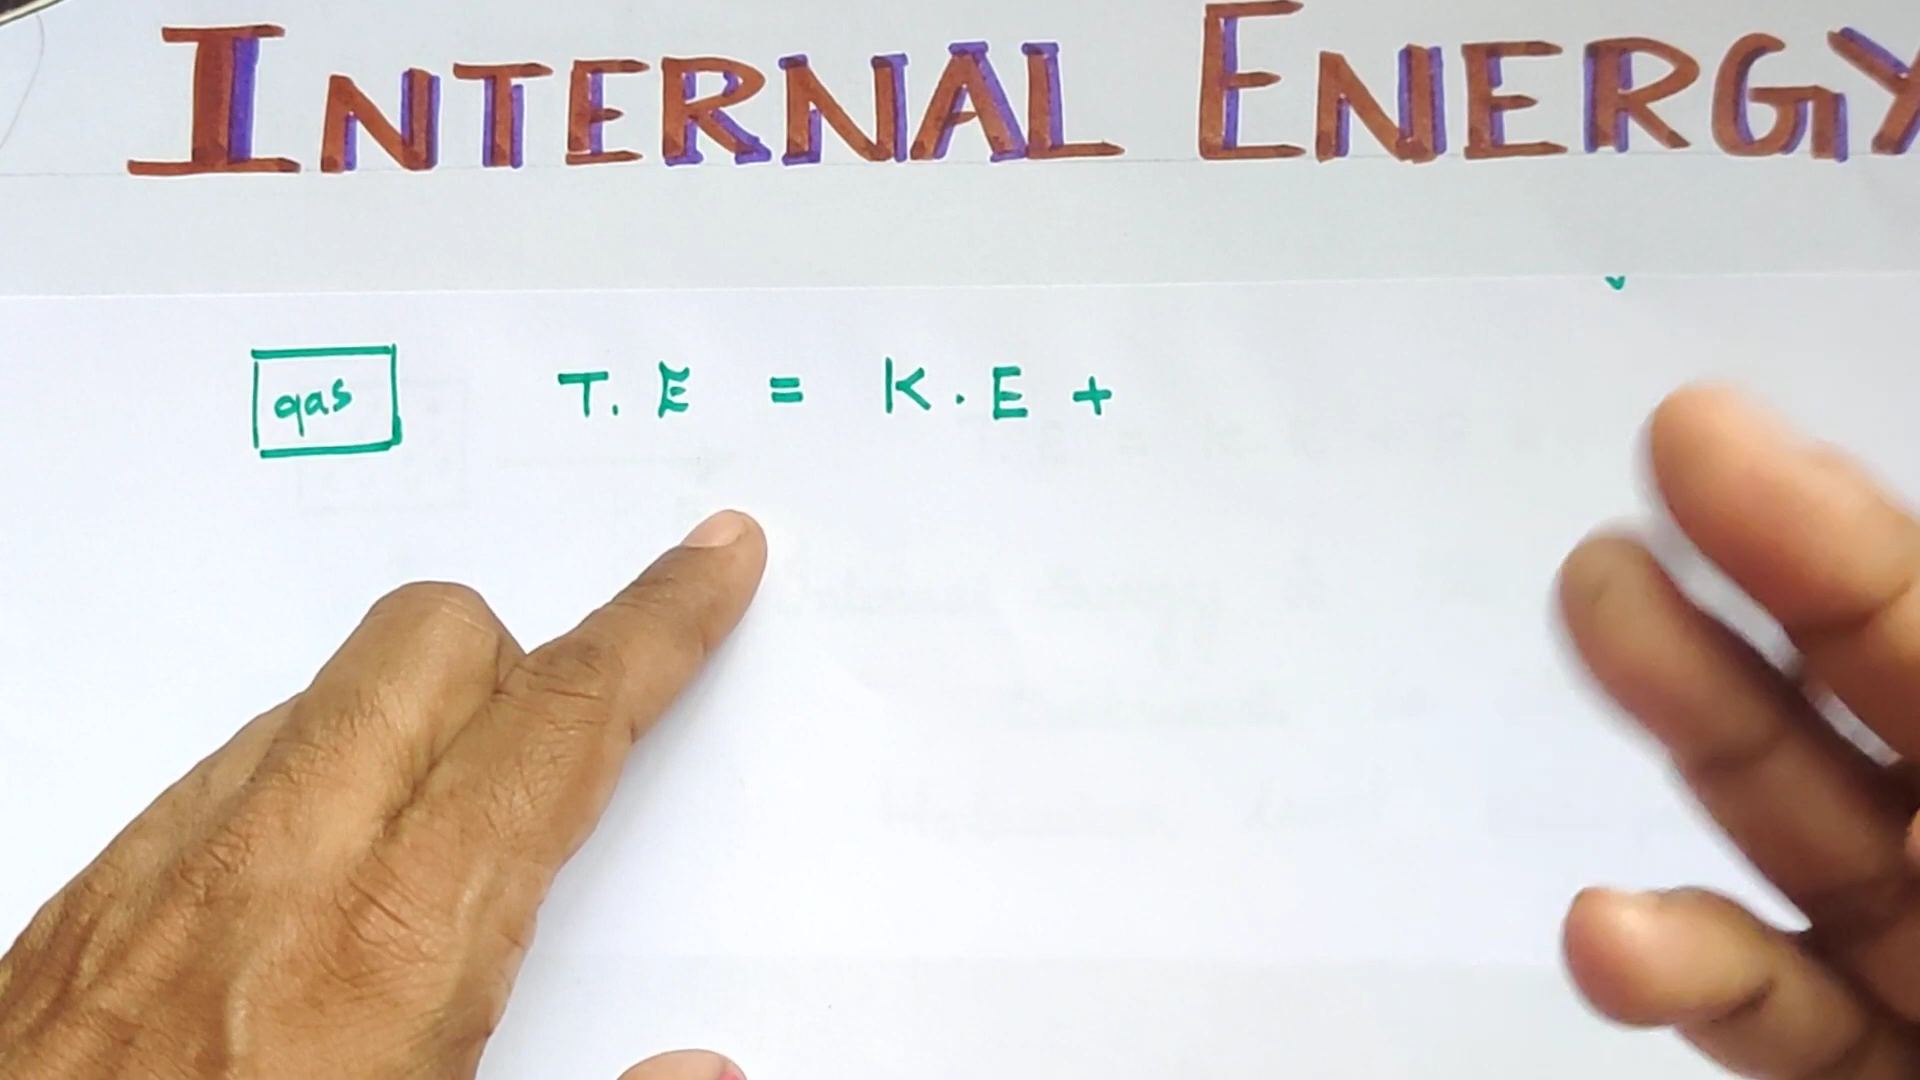 INTERNAL ENERGY
gas T. E = K. E +